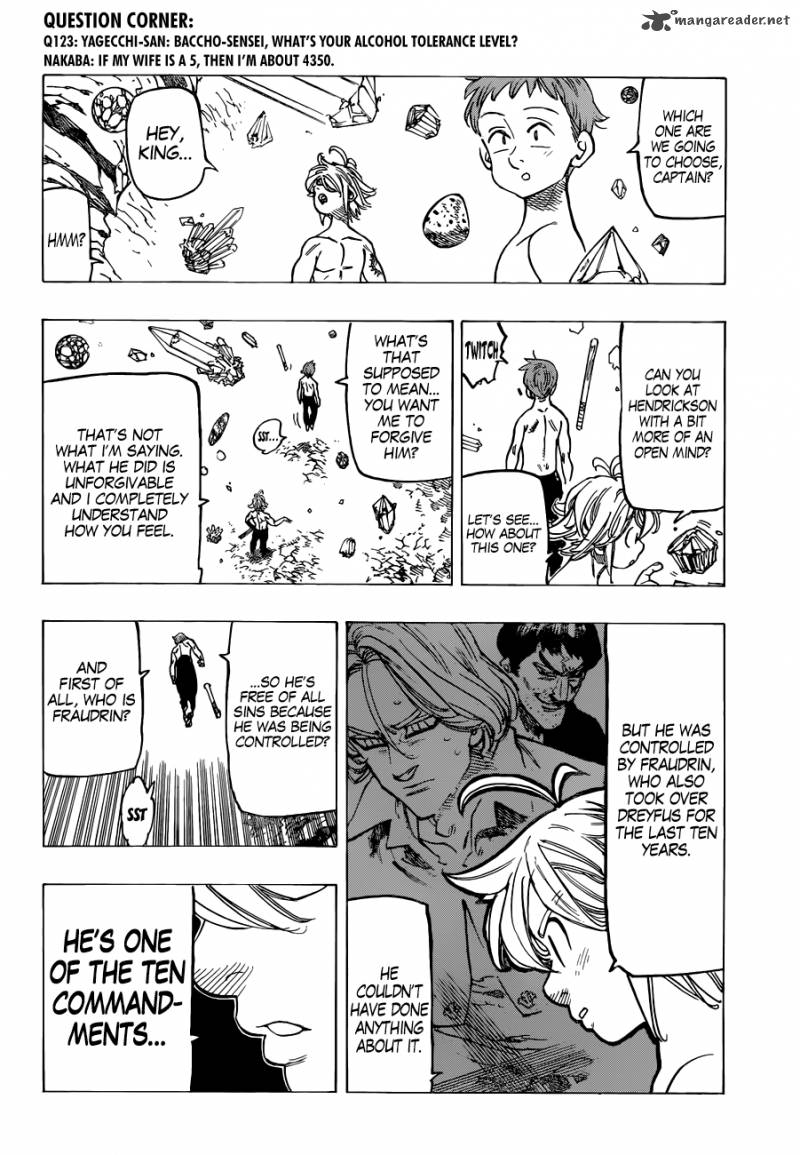 QUESTION CORNER:
Q123: YAGECCHI-SAN: BACCHO-SENSEI, WHAT'S YOUR ALCOHOL TOLERANCE LEVEL?
NAKABA: IF MY WIFE IS A 5, THEN I'M ABOUT 4350.
mangareader.net
WHICH
ONE ARE
WE GOING
TO CHOOSE,
CAPTAIN?
HEY,
KING...
HMM?
CAN YOU
LOOK AT
HENDRICKSON
WITH A BIT
MORE OF AN
OPEN MIND?
TWITCH
LET'S SEE...
HOW ABOUT
THIS ONE?
WHAT'S
THAT
SUPPOSED
TO MEAN...
YOU WANT
ME TO
FORGIVE
HIM?
SST...
THAT'S NOT
WHAT I'M SAYING.
WHAT HE DID IS
UNFORGIVABLE
AND I COMPLETELY
UNDERSTAND
HOW YOU FEEL.
BUT HE WAS
CONTROLLED
BY FRAUDRIN,
WHO ALSO
TOOK OVER
DREYFUS FOR
THE LAST TEN
YEARS.
HE
COULDN'T
HAVE DONE
ANYTHING
ABOUT IT.
...SO HE'S
FREE OF ALL
SINS BECAUSE
HE WAS BEING
CONTROLLED?
AND
FIRST OF
ALL, WHO IS
FRAUDRIN?
SST
HE'S ONE
OF THE TEN
COMMAND-
MENTS...